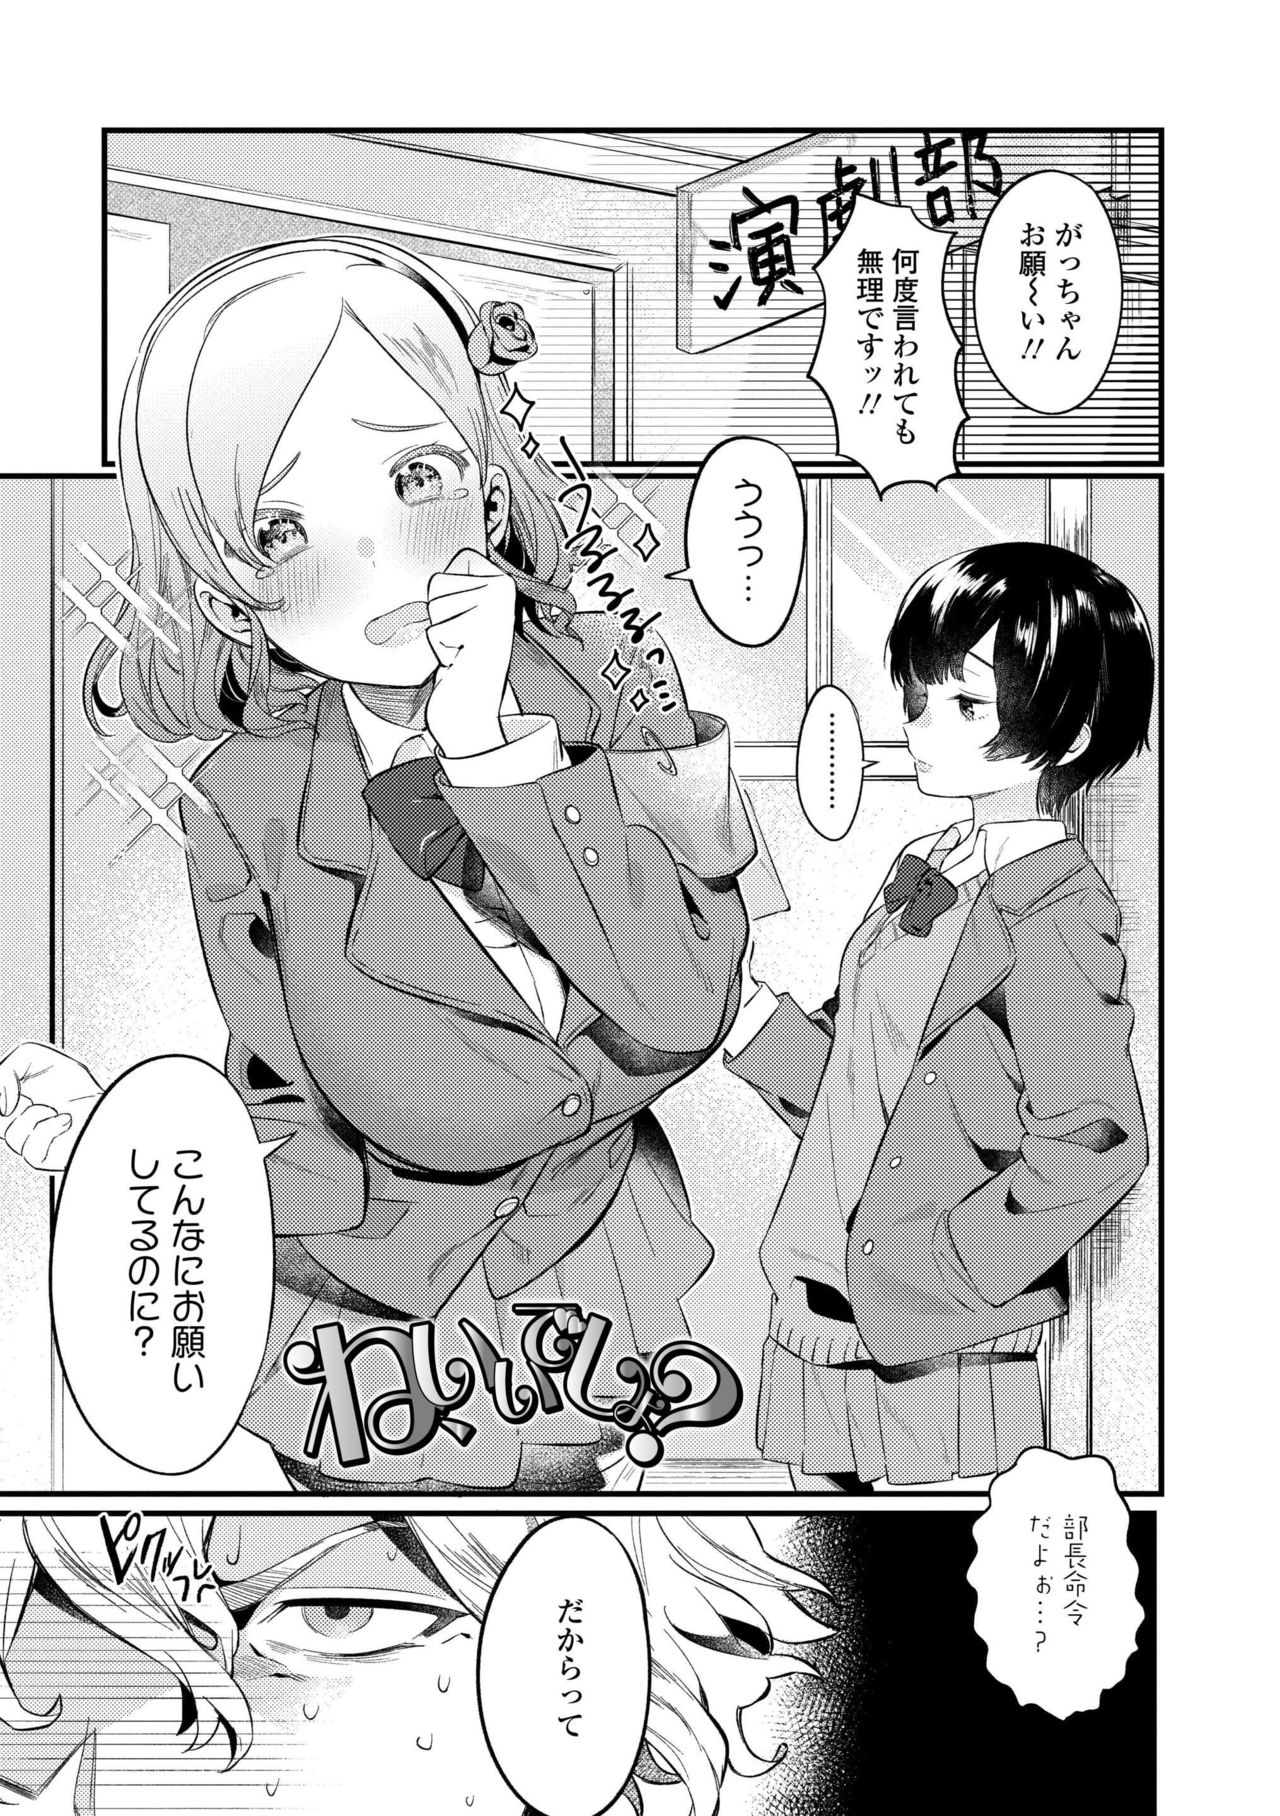 演劇部
がっちゃん
お願～い!!
何度言われても
無理ですッ!!
うるうるるるっ…
ううっ…
………
こんなにお願い
してるのに?
ねぇいいでしょ?
部長命令
だよぉ…?
ピクッ
だからって